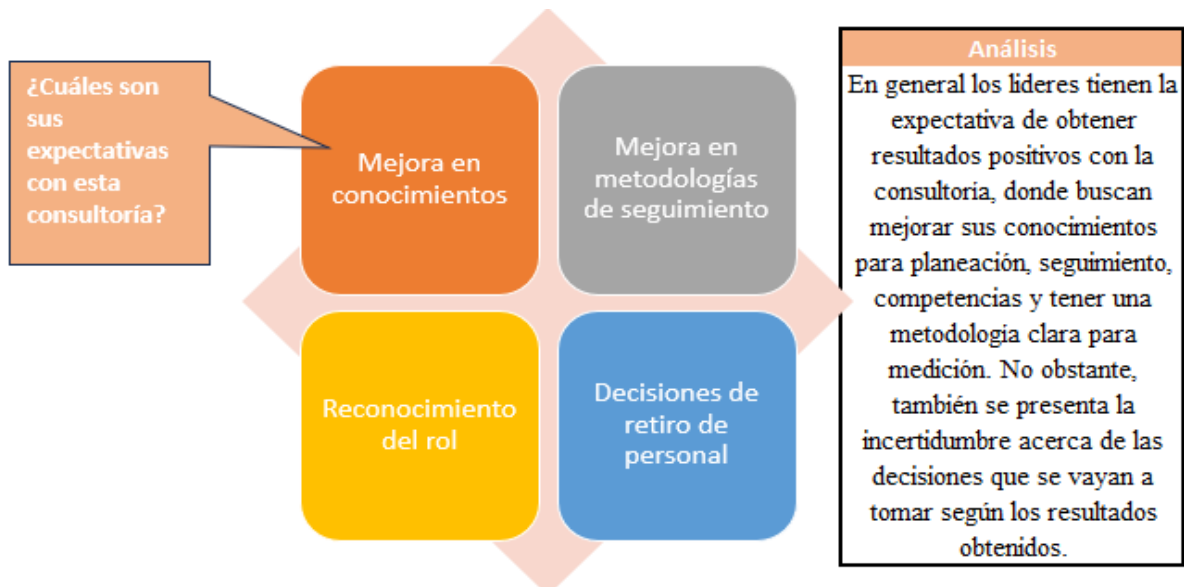 ¿Cuáles son
sus
expectativas
con esta
consultoría?
Mejora en
conocimientos
Mejora en
metodologías
de seguimiento
Reconocimiento
del rol
Decisiones de
retiro de
personal
Análisis
En general los líderes tienen la
expectativa de obtener
resultados positivos con la
consultoría, donde buscan
mejorar sus conocimientos
para planeación, seguimiento,
competencias y tener una
metodología clara para
medición. No obstante,
también se presenta la
incertidumbre acerca de las
decisiones que se vayan a
tomar según los resultados
obtenidos.